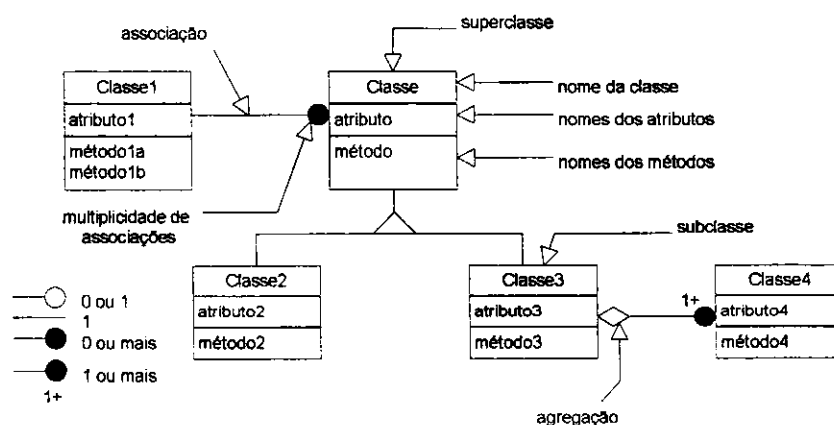 superclasse
associação
Classe1
atributo1
método1a
método1b
Classe
atributo
método
nome da classe
nomes dos atributos
nomes dos métodos
multiplicidade de
associações
subclasse
Classe2
atributo2
método2
Classe3
atributo3
método3
1+
Classe4
atributo4
método4
0 ou 1
1
0 ou mais
1 ou mais
1+
agregação